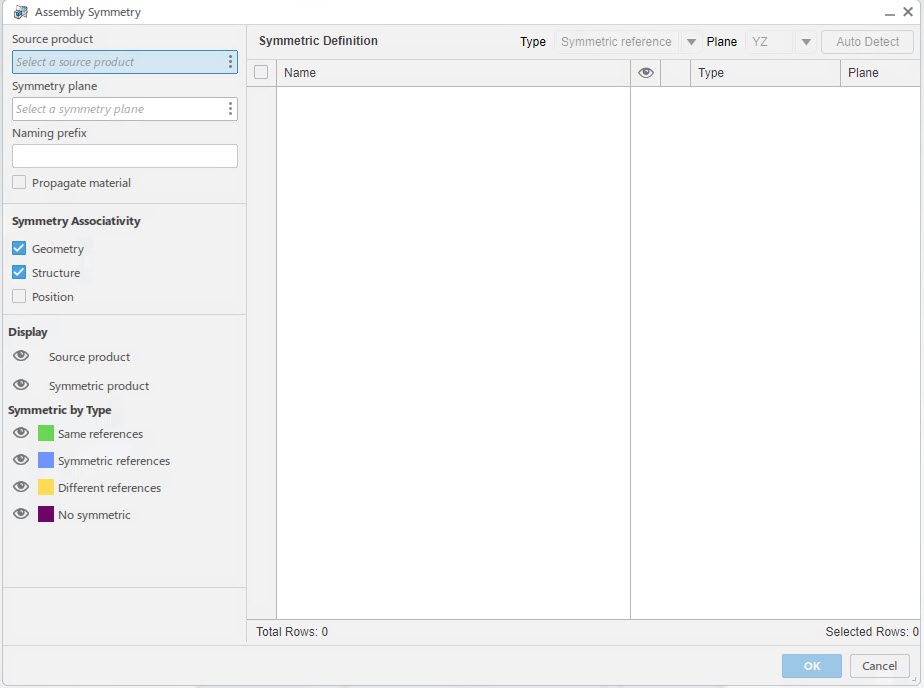 Assembly Symmetry
Source product
Select a source product
Symmetry plane
Select a symmetry plane
Naming prefix
Propagate material
Symmetry Associativity
Geometry
Structure
Position
Display
Source product
Symmetric product
Symmetric by Type
Same references
Symmetric references
Different references
No symmetric
Symmetric Definition Type Symmetric reference Plane YZ Auto Detect
Name Type Plane
Total Rows: 0 Selected Rows: 0
OK Cancel